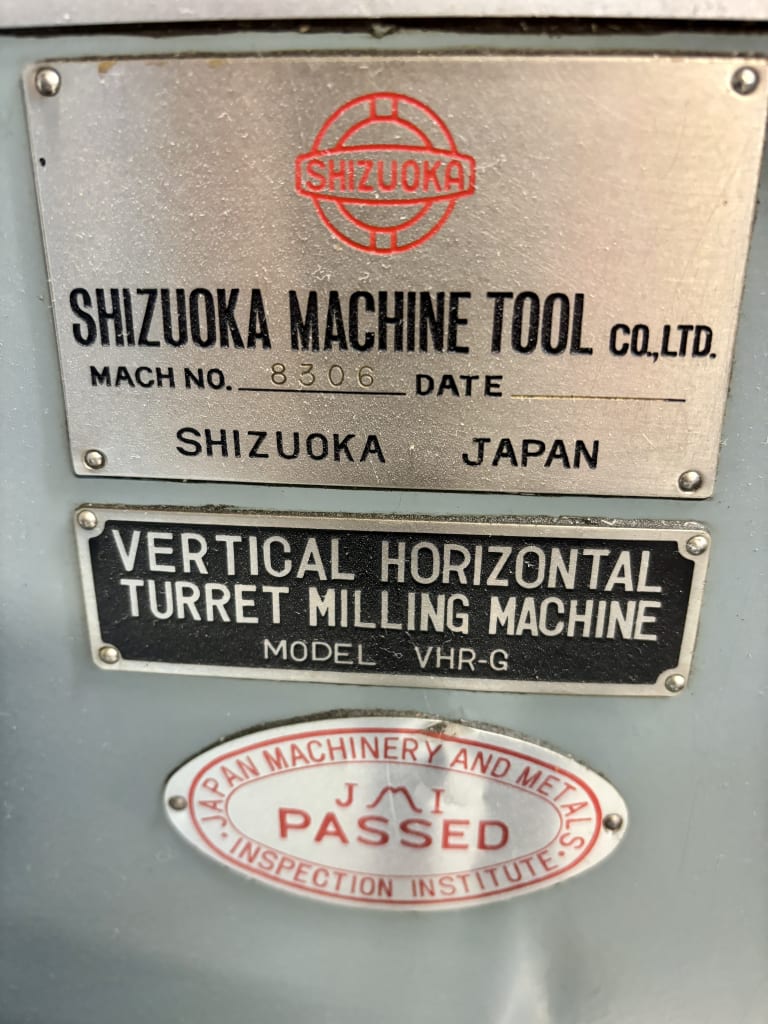 SHIZUOKA
SHIZUOKA MACHINE TOOL CO.,LTD.
MACH NO. 8306 DATE
SHIZUOKA JAPAN
VERTICAL HORIZONTAL
TURRET MILLING MACHINE
MODEL VHR-G
JAPAN MACHINERY AND METALS
JMI
PASSED
INSPECTION INSTITUTE